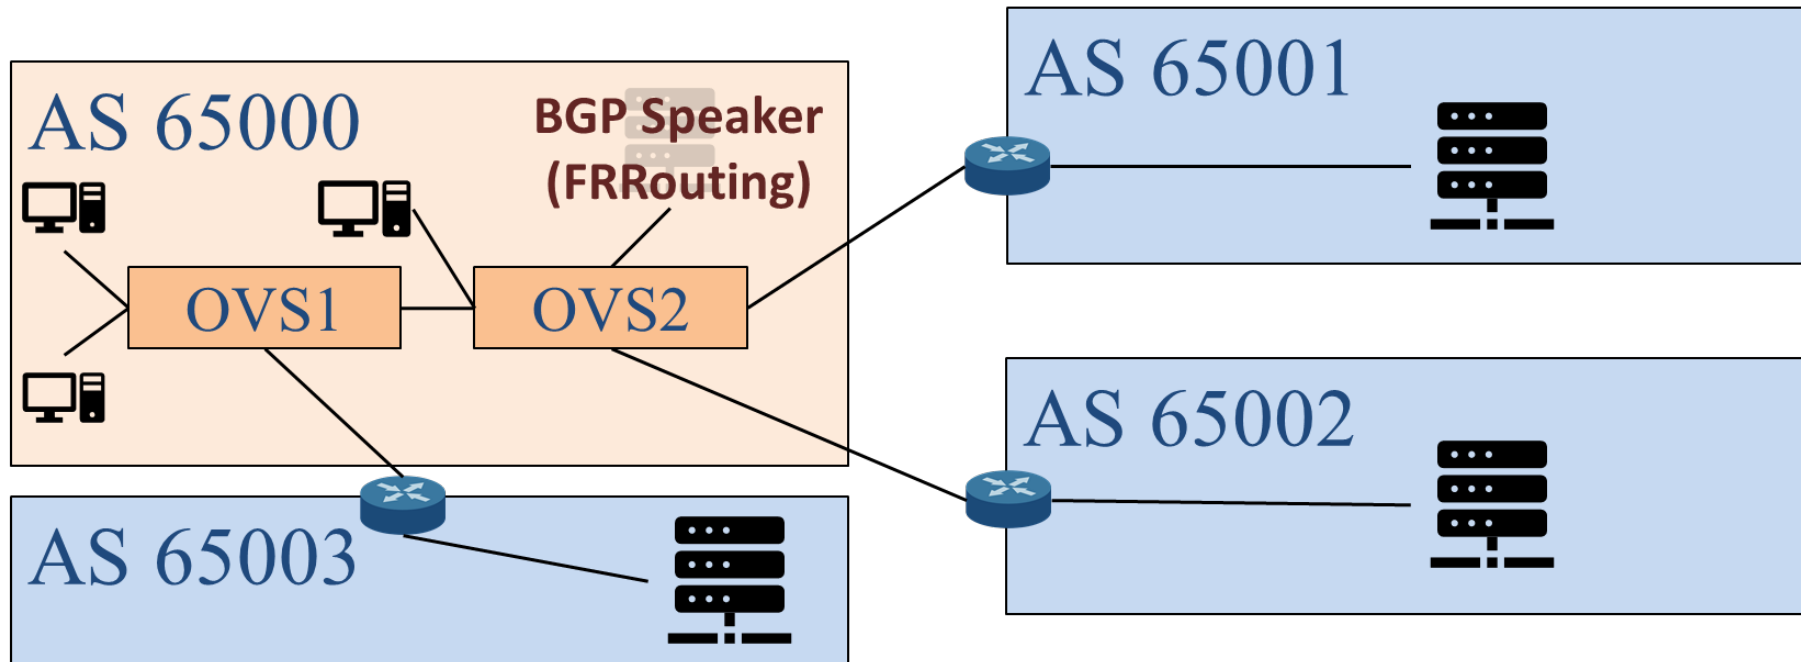 AS 65000
BGP Speaker
(FRRouting)
OVS1
OVS2
AS 65001
AS 65002
AS 65003